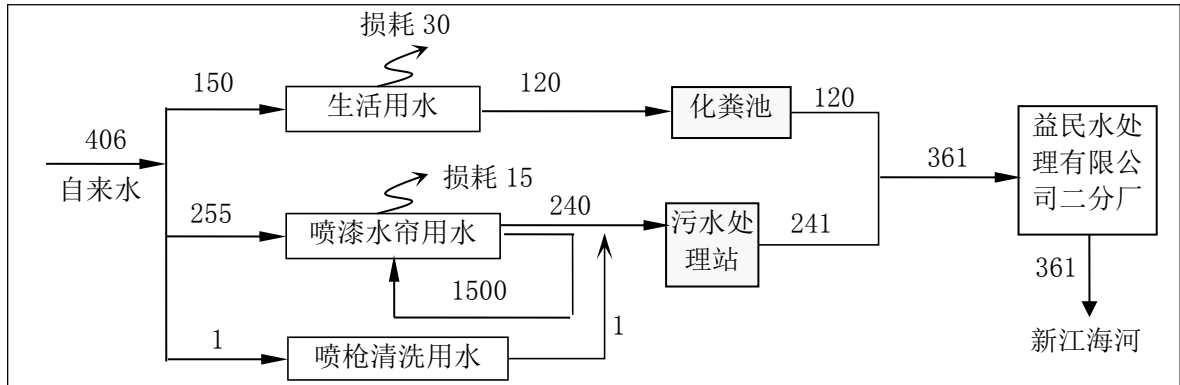 损耗 30
150
生活用水
120
化粪池
120
406
自来水
益民水处
理有限公
司二分厂
361
损耗 15
255
喷漆水帘用水
240
污水处
理站
241
1500
361
1
喷枪清洗用水
1
新江海河